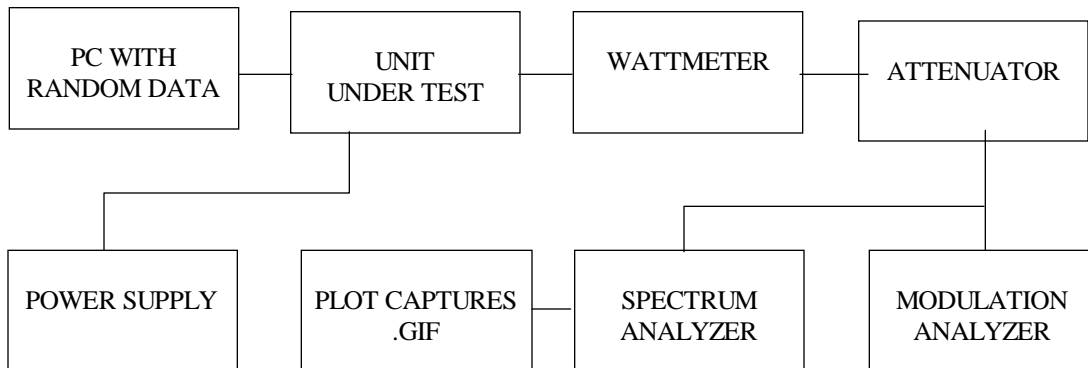 PC WITH
RANDOM DATA
UNIT
UNDER TEST
WATTMETER
ATTENUATOR
POWER SUPPLY
PLOT CAPTURES
.GIF
SPECTRUM
ANALYZER
MODULATION
ANALYZER